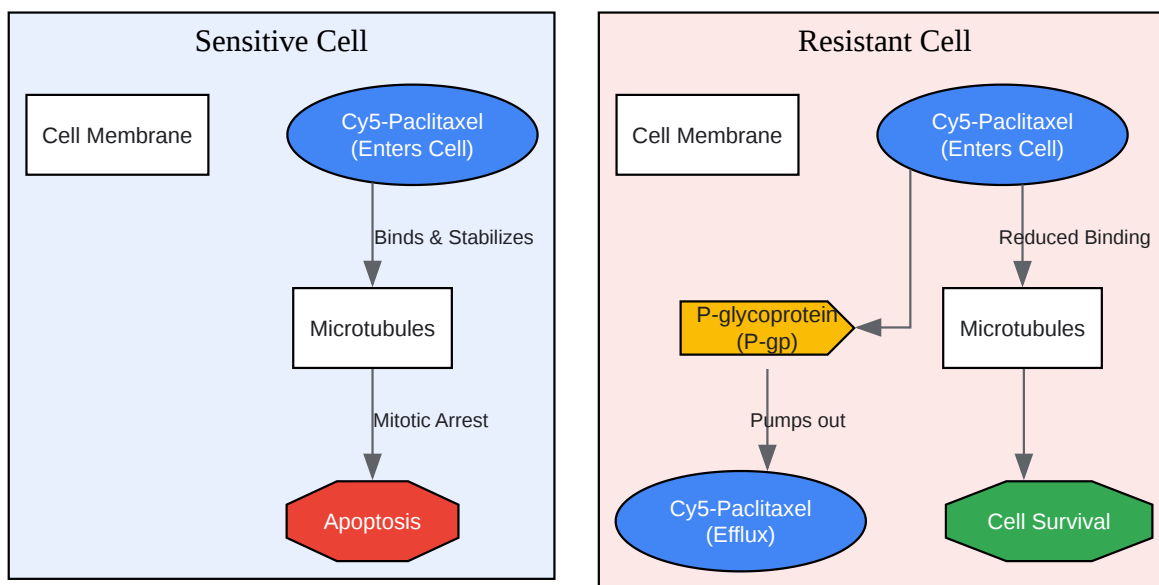 Sensitive Cell
Cell Membrane
Cy5-Paclitaxel
(Enters Cell)
Binds & Stabilizes
Microtubules
Mitotic Arrest
Apoptosis
Resistant Cell
Cell Membrane
Cy5-Paclitaxel
(Enters Cell)
Reduced Binding
P-glycoprotein
(P-gp)
Microtubules
Pumps out
Cy5-Paclitaxel
(Efflux)
Cell Survival